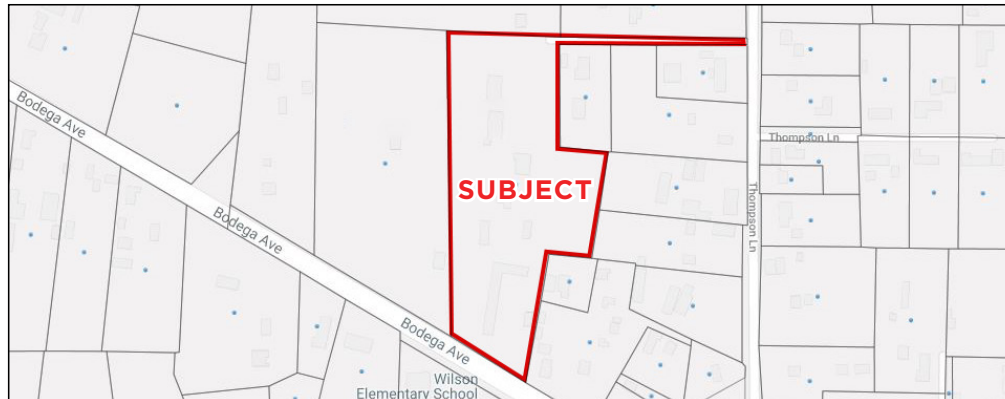 Bodega Ave
Thompson Ln
SUBJECT
Thompson Ln
Bodega Ave
Bodega Ave
Wilson
Elementary School